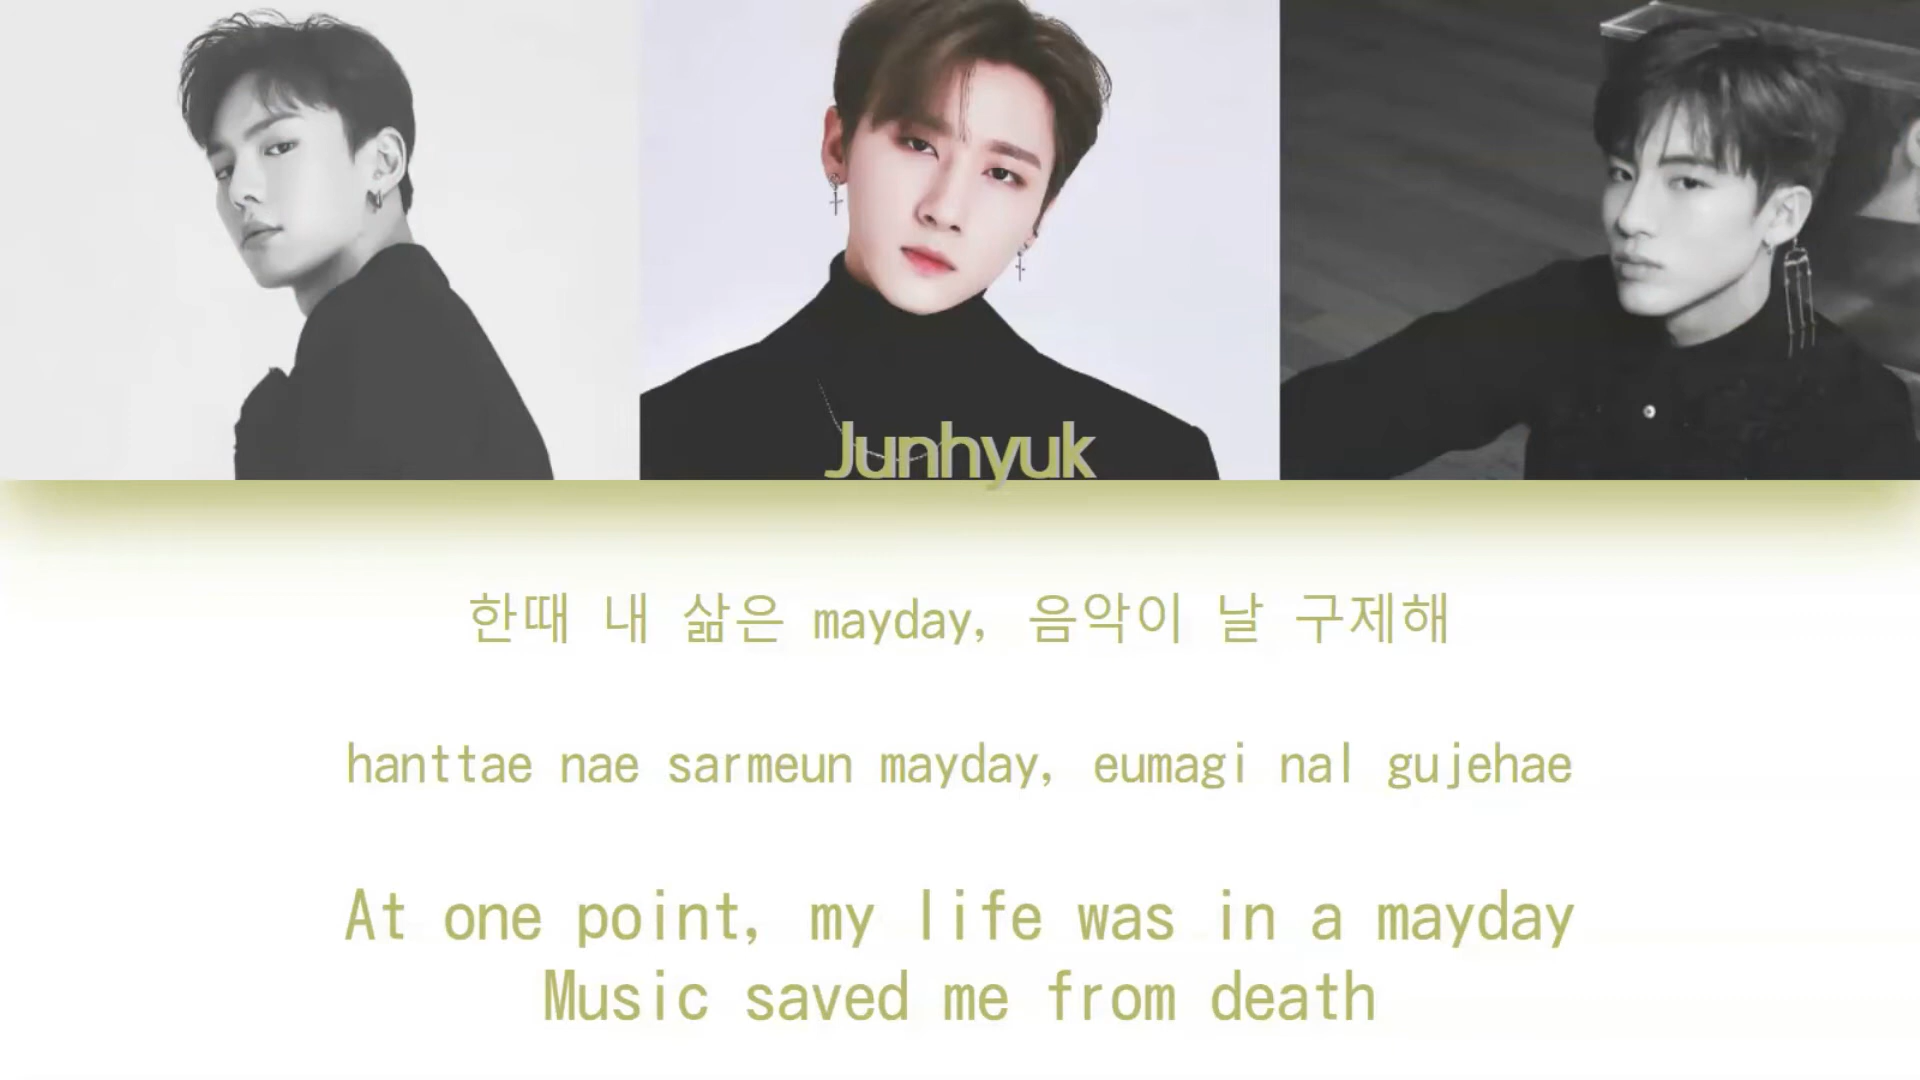 Junhyuk
한때 내 삶은 mayday, 음악이 날 구제해
hanttae nae sarmeun mayday, eumagi nal gujehae
At one point, my life was in a mayday
Music saved me from death